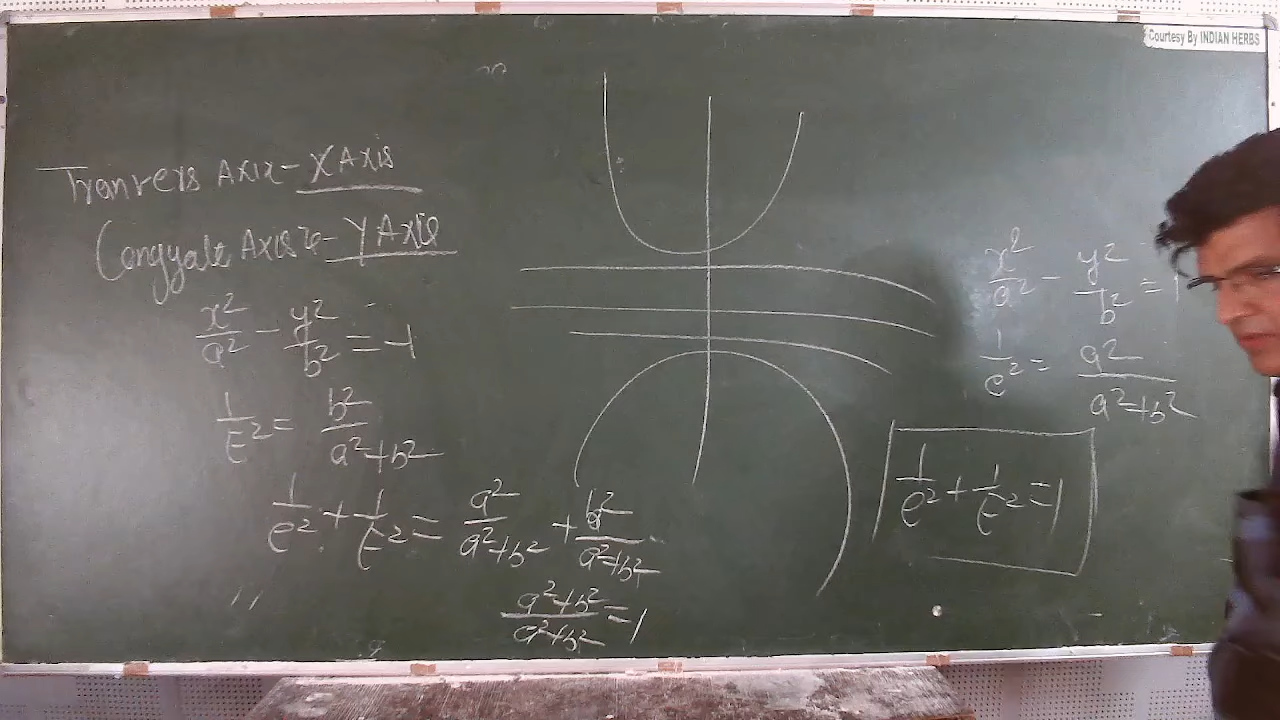 Tranvers Axix - X Axis
Congyate Axis - Y Axis
x²/a² - y²/b² = -1
1/E² = b²/a²+b²
1/e² + 1/E² = a²/a²+b² + b²/a²+b²
a²+b²/a²+b² = 1
x²/a² - y²/b² = 1
1/e² = a²/a²+b²
1/e² + 1/E² = 1
Courtesy By INDIAN HERBS